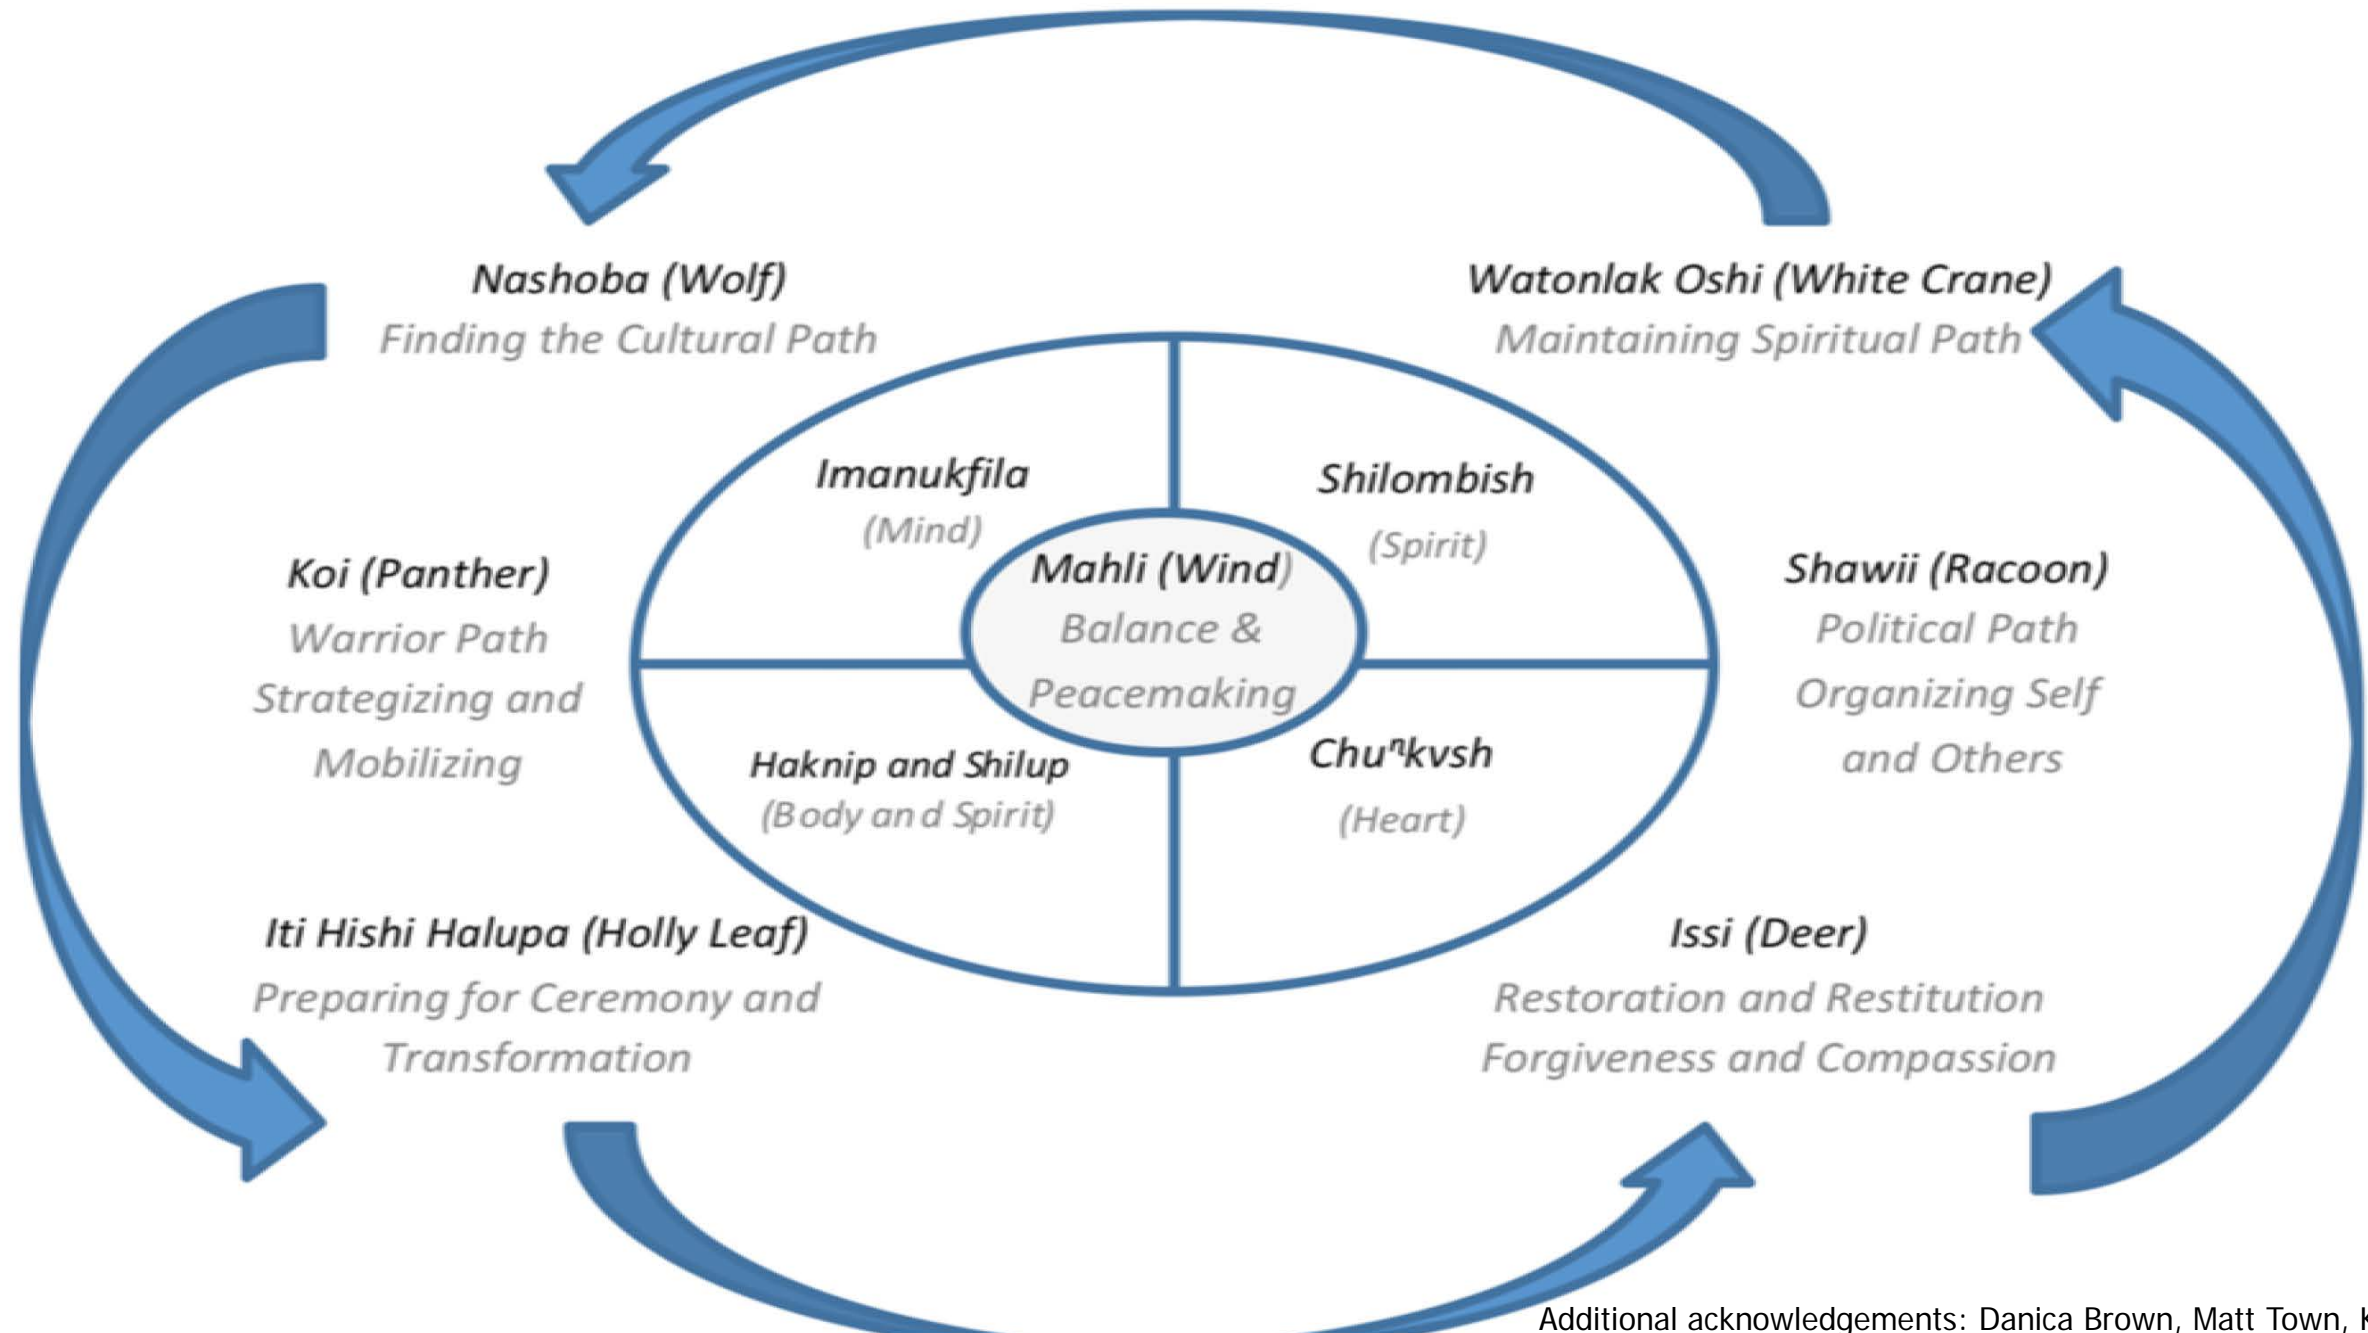 Nashoba (Wolf)
Finding the Cultural Path
Watonlak Oshi (White Crane)
Maintaining Spiritual Path
Imanukfila
(Mind)
Shilombish
(Spirit)
Koi (Panther)
Warrior Path
Strategizing and
Mobilizing
Mahli (Wind)
Balance &
Peacemaking
Shawii (Racoon)
Political Path
Organizing Self
and Others
Haknip and Shilup
(Body and Spirit)
Chuⁿkvsh
(Heart)
Iti Hishi Halupa (Holly Leaf)
Preparing for Ceremony and
Transformation
Issi (Deer)
Restoration and Restitution
Forgiveness and Compassion
Additional acknowledgements: Danica Brown, Matt Town,